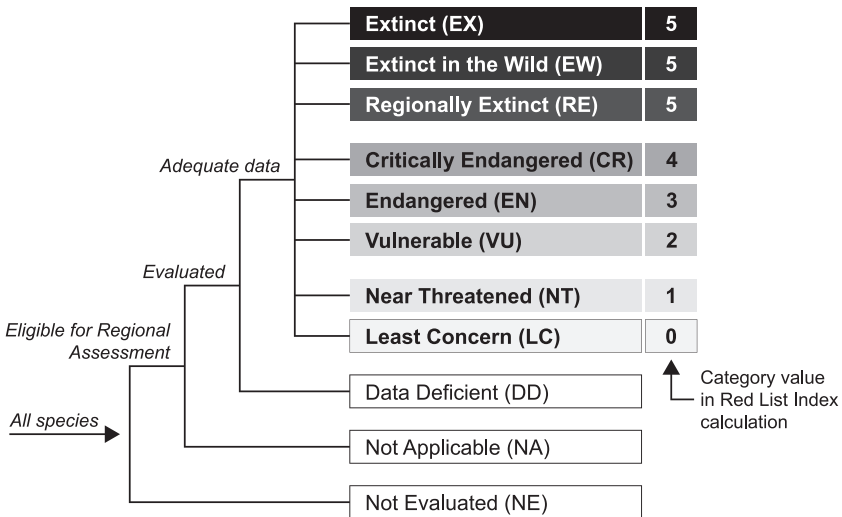 Extinct (EX) 5
Extinct in the Wild (EW) 5
Regionally Extinct (RE) 5
Adequate data
Critically Endangered (CR) 4
Endangered (EN) 3
Vulnerable (VU) 2
Evaluated
Near Threatened (NT) 1
Eligible for Regional
Assessment
Least Concern (LC) 0
Category value
in Red List Index
calculation
Data Deficient (DD)
All species
Not Applicable (NA)
Not Evaluated (NE)